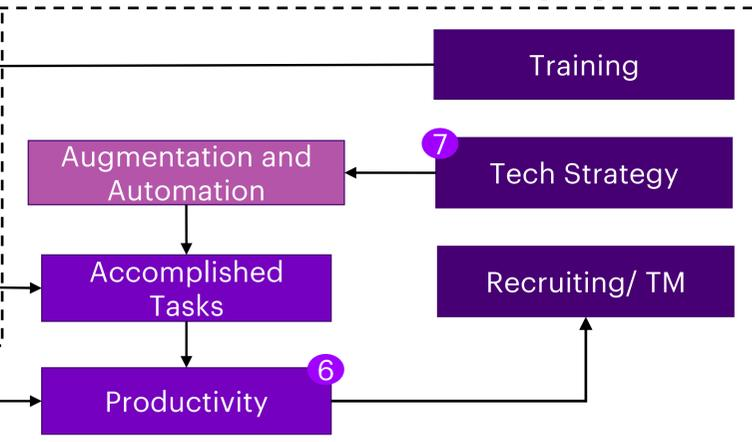 Training
7
Augmentation and
Automation
Tech Strategy
Accomplished
Tasks
Recruiting/ TM
6
Productivity